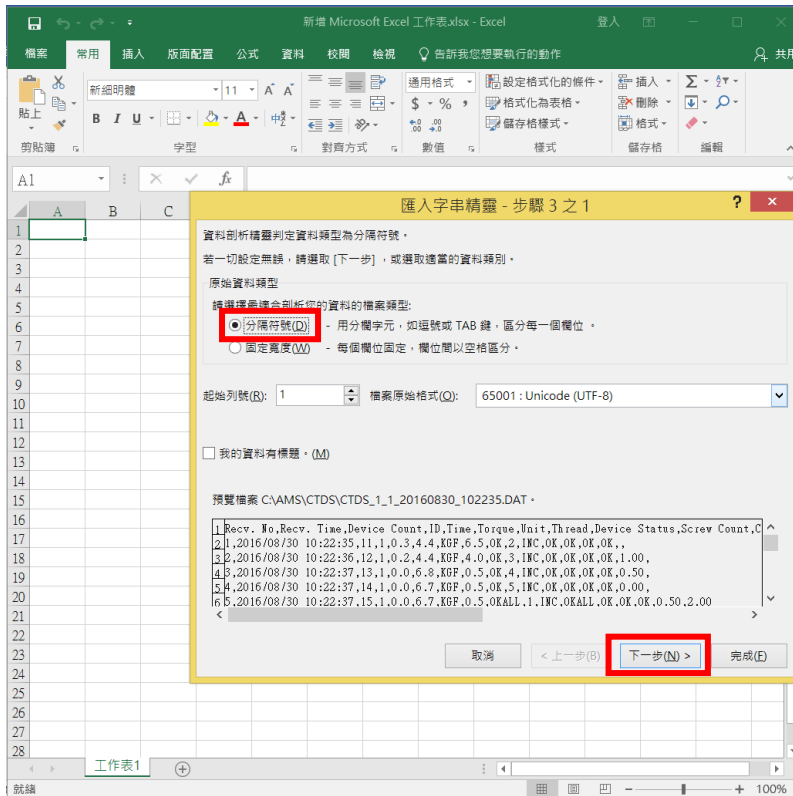 新增 Microsoft Excel 工作表.xlsx - Excel 登入
檔案 常用 插入 版面配置 公式 資料 校閱 檢視 告訴我您想要執行的動作 共用
貼上 新細明體 11 A A 通用格式 設定格式化的條件 插入 Σ
B I U A 中 $ % , 格式化為表格 刪除
儲存格樣式 格式
剪貼簿 字型 對齊方式 數值 樣式 儲存格 編輯
A1 fx
A B C
匯入字串精靈 - 步驟 3 之 1 ? ×
資料剖析精靈判定資料類型為分隔符號。
若一切設定無誤，請選取 [下一步] ，或選取適當的資料類別。
原始資料類型
請選擇最適合剖析您的資料的檔案類型:
分隔符號(D) - 用分欄字元，如逗號或 TAB 鍵，區分每一個欄位 。
固定寬度(W) - 每個欄位固定，欄位間以空格區分。
起始列號(R): 1 檔案原始格式(O): 65001 : Unicode (UTF-8)
我的資料有標題。(M)
預覽檔案 C:\AMS\CTDS\CTDS_1_1_20160830_102235.DAT。
1 Recv. No,Recv. Time,Device Count,ID,Time,Torque,Unit,Thread,Device Status,Screw Count,C
2 1,2016/08/30 10:22:35,11,1,0.3,4.4,KGF,6.5,OK,2,INC,OK,OK,OK,OK,,
3 2,2016/08/30 10:22:36,12,1,0.2,4.4,KGF,4.0,OK,3,INC,OK,OK,OK,OK,1.00,
4 3,2016/08/30 10:22:37,13,1,0.0,6.8,KGF,0.5,OK,4,INC,OK,OK,OK,OK,0.50,
5 4,2016/08/30 10:22:37,14,1,0.0,6.7,KGF,0.5,OK,5,INC,OK,OK,OK,OK,0.00,
6 5,2016/08/30 10:22:37,15,1,0.0,6.7,KGF,0.5,OKALL,1,INC,OKALL,OK,OK,OK,0.50,2.00
取消 < 上一步(B) 下一步(N) > 完成(F)
1
2
3
4
5
6
7
8
9
10
11
12
13
14
15
16
17
18
19
20
21
22
23
24
25
26
27
28
工作表1
就緒 100%